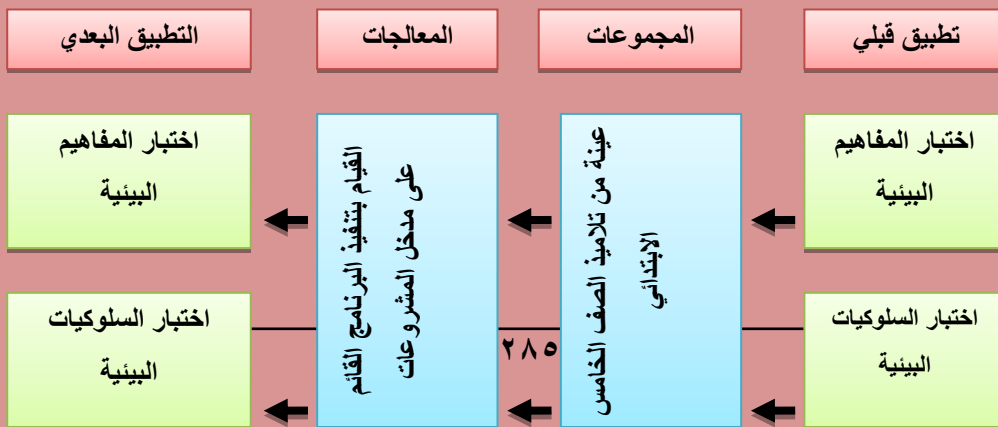 تطبيق قبلي
المجموعات
المعالجات
التطبيق البعدي
اختبار المفاهيم
البيئية
عينة من تلاميذ الصف الخامس
الابتدائي
القيام بتنفيذ البرنامج القائم
على مدخل المشروعات
اختبار المفاهيم
البيئية
اختبار السلوكيات
البيئية
اختبار السلوكيات
البيئية
٢٨٥